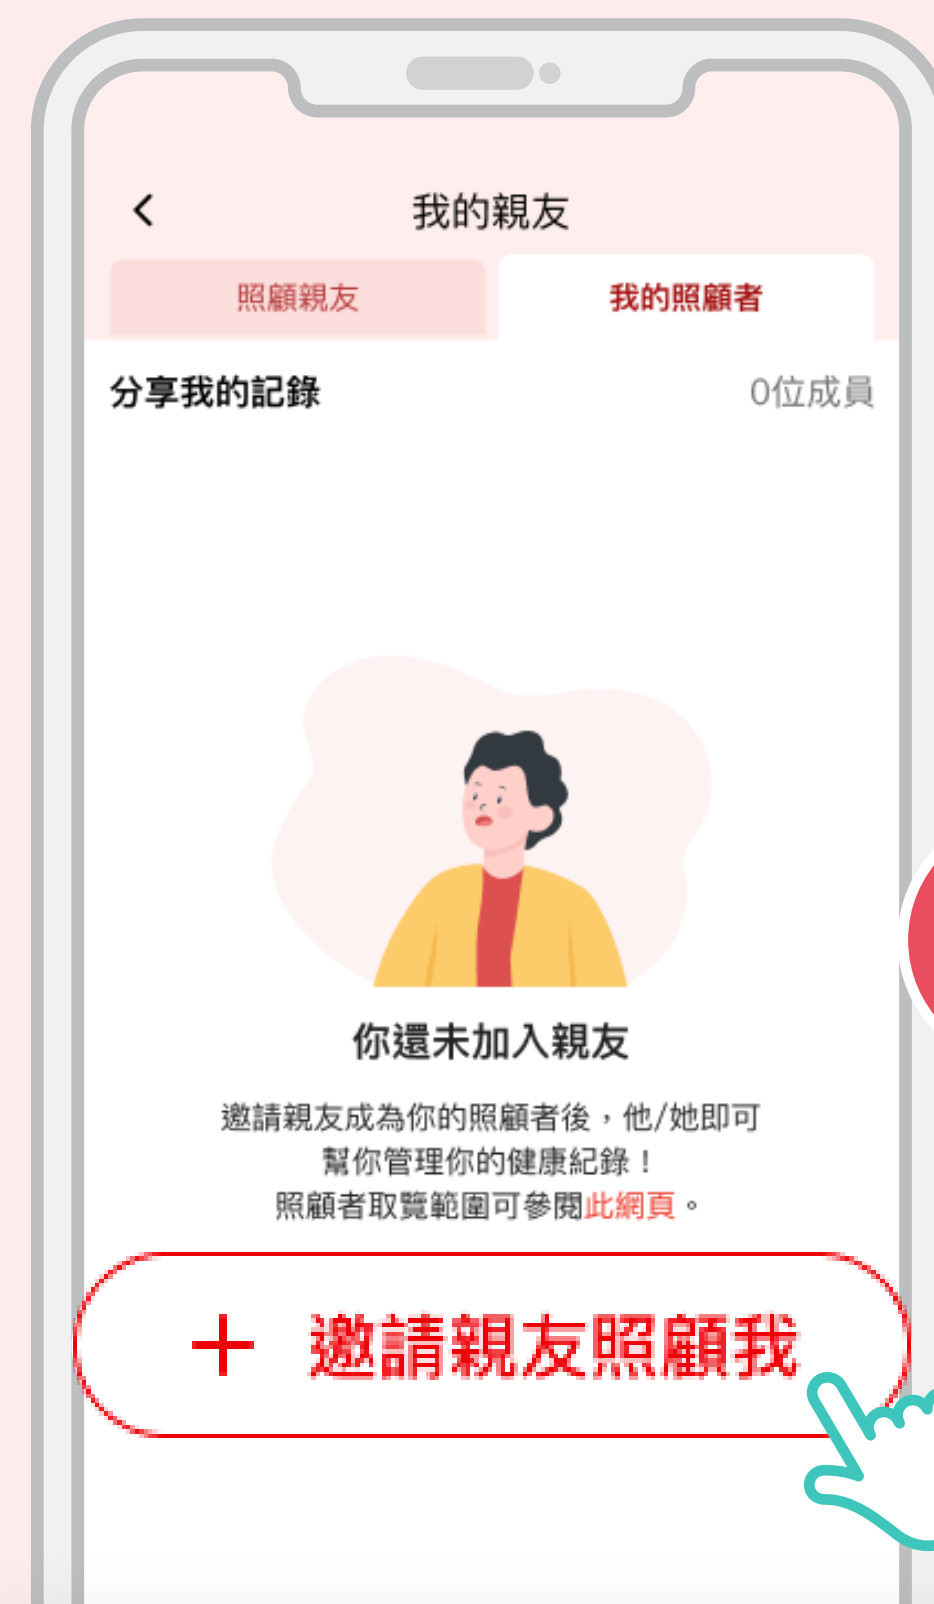 我的親友
照顧親友
我的照顧者
分享我的記錄
0位成員
你還未加入親友
邀請親友成為你的照顧者後，他/她即可
幫你管理你的健康紀錄！
照顧者取覽範圍可參閱此網頁。
+ 邀請親友照顧我